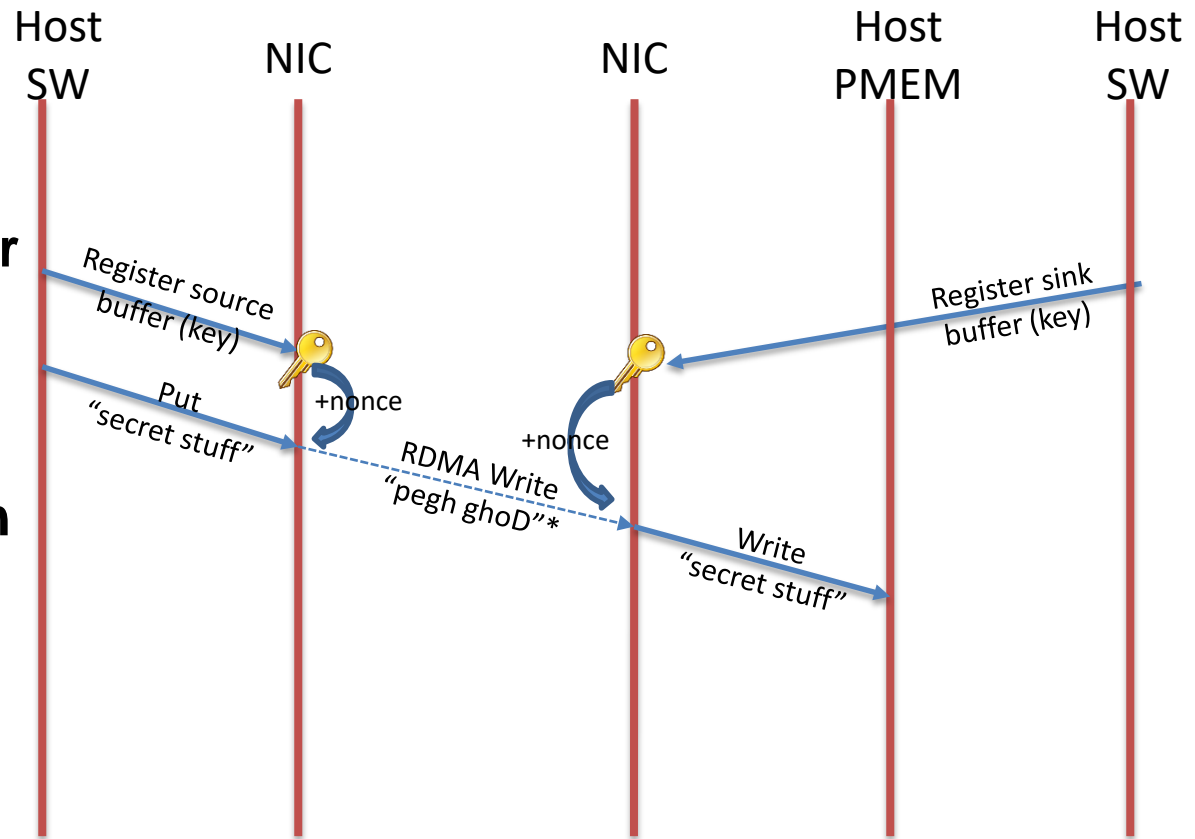 Host
SW
NIC
NIC
Host
PMEM
Host
SW
r
Register source
buffer (key)
Register sink
buffer (key)
+nonce
Put
“secret stuff”
+nonce
RDMA Write
“pegh ghoD”*
n
Write
“secret stuff”